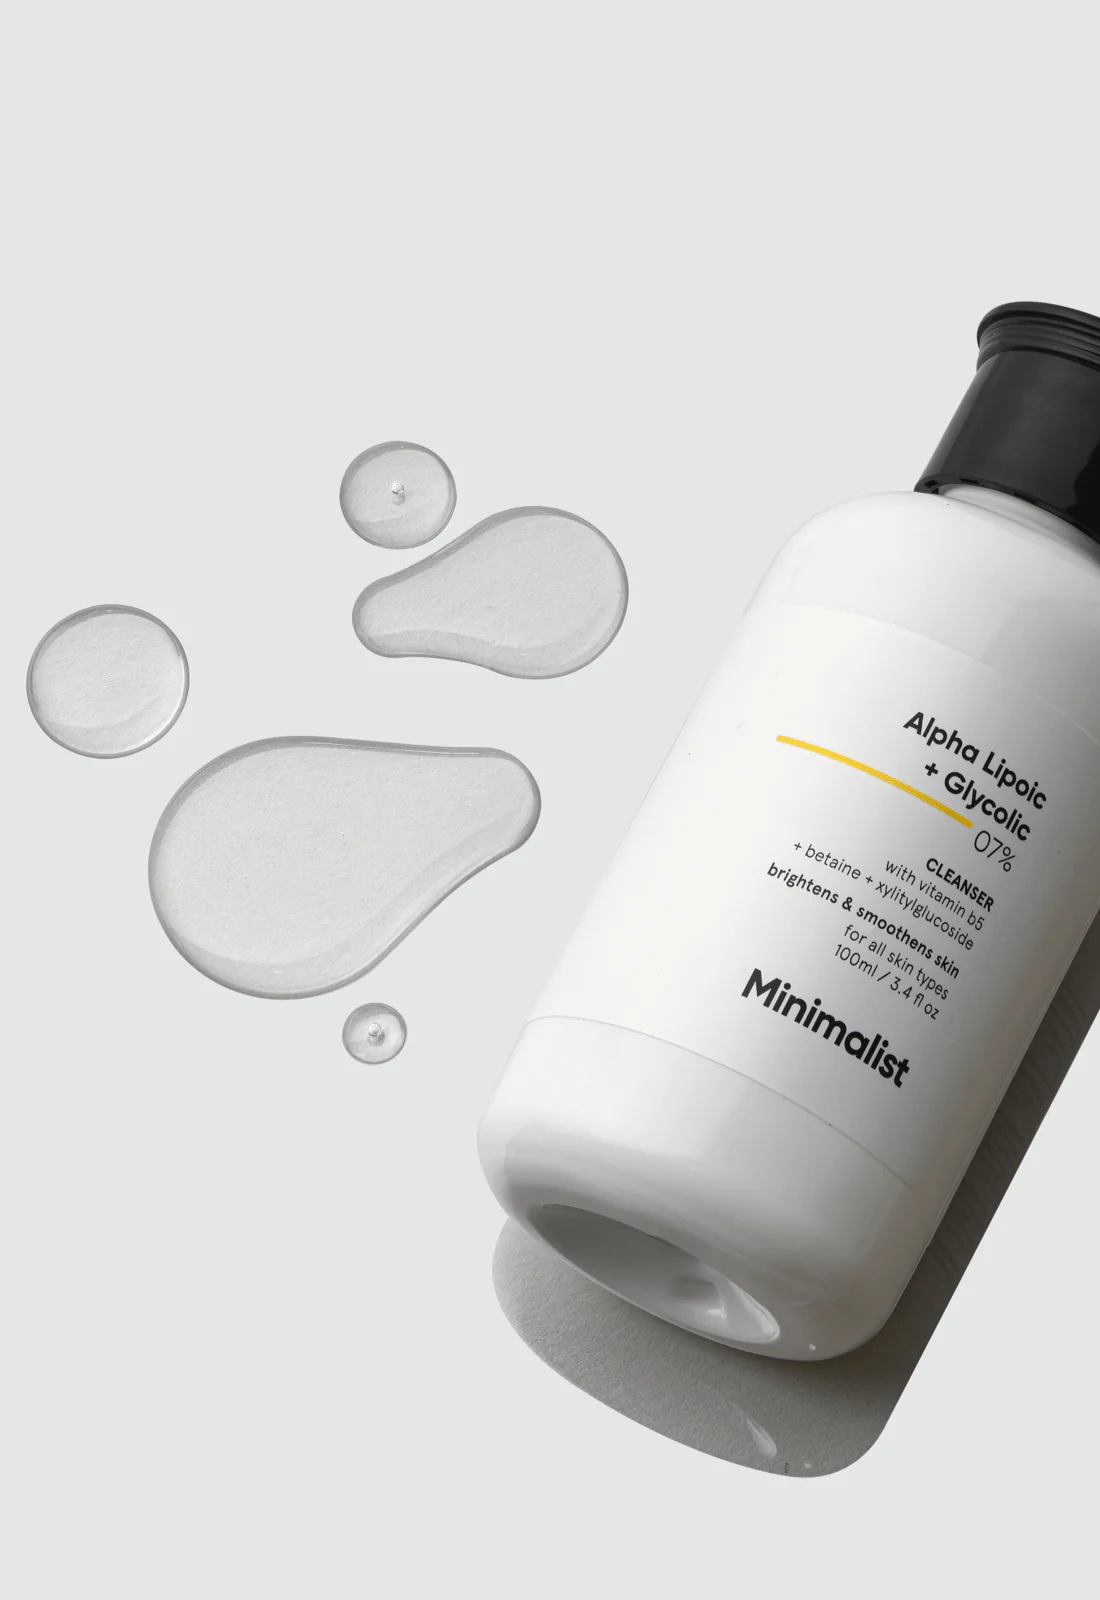 Alpha Lipoic
+ Glycolic
07%
CLEANSER
with vitamin b5
+ betaine + xylitylglucoside
brightens & smoothens skin
for all skin types
100ml / 3.4 fl oz
Minimalist